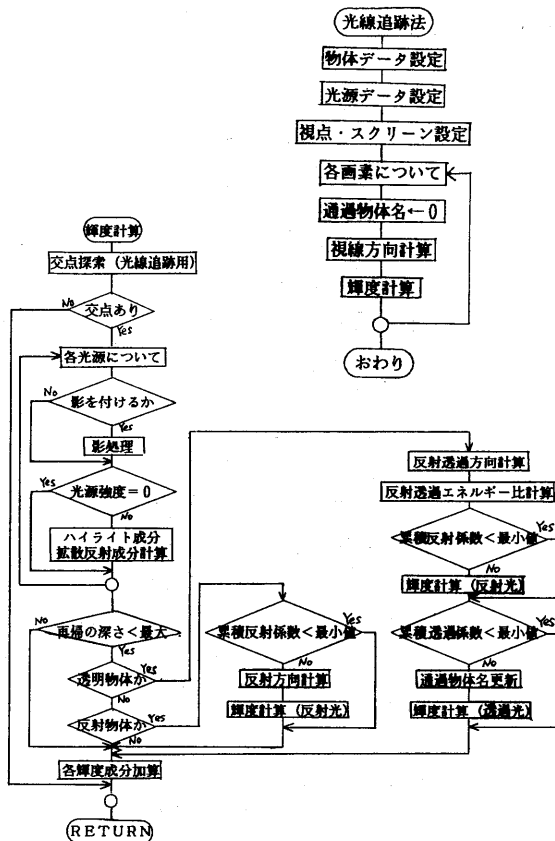 光線追跡法
物体データ設定
光源データ設定
視点・スクリーン設定
各画素について
通過物体名←0
視線方向計算
輝度計算
おわり
輝度計算
交点探索（光線追跡用）
No
交点あり
Yes
各光源について
No
影を付けるか
Yes
影処理
Yes
光源強度＝0
No
ハイライト成分
拡散反射成分計算
No
再帰の深さ＜最大
Yes
透明物体か
Yes
No
反射物体か
Yes
No
各輝度成分加算
RETURN
累積反射係数＜最小値
Yes
No
反射方向計算
輝度計算（反射光）
反射透過方向計算
反射透過エネルギー比計算
累積反射係数＜最小値
Yes
No
輝度計算（反射光）
累積透過係数＜最小値
Yes
No
通過物体名更新
輝度計算（透過光）